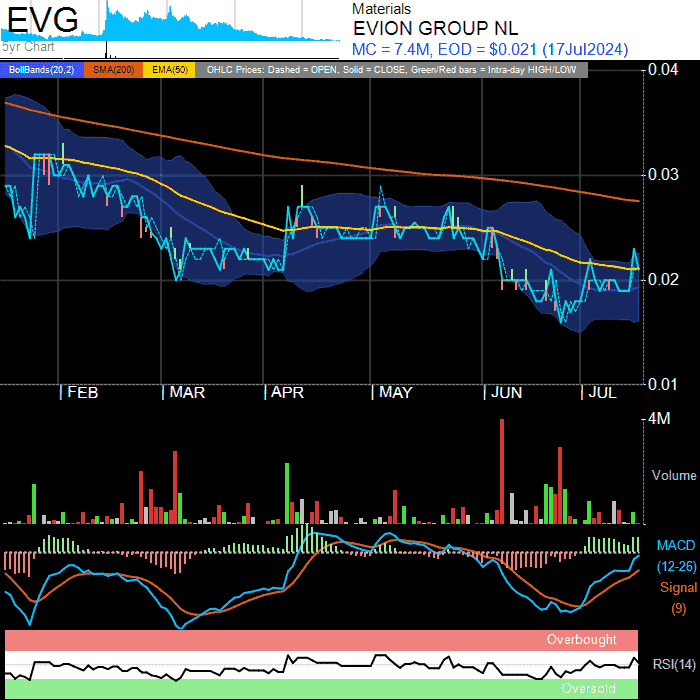 EVG
5yr Chart
Materials
EVION GROUP NL
MC = 7.4M, EOD = $0.021 (17Jul2024)
BollBands(20,2) SMA(200) EMA(50) OHLC Prices: Dashed = OPEN, Solid = CLOSE, Green/Red bars = Intra-day HIGH/LOW
0.04
0.03
0.02
0.01
FEB MAR APR MAY JUN JUL
4M
Volume
MACD
(12-26)
Signal
(9)
Overbought
RSI(14)
Oversold